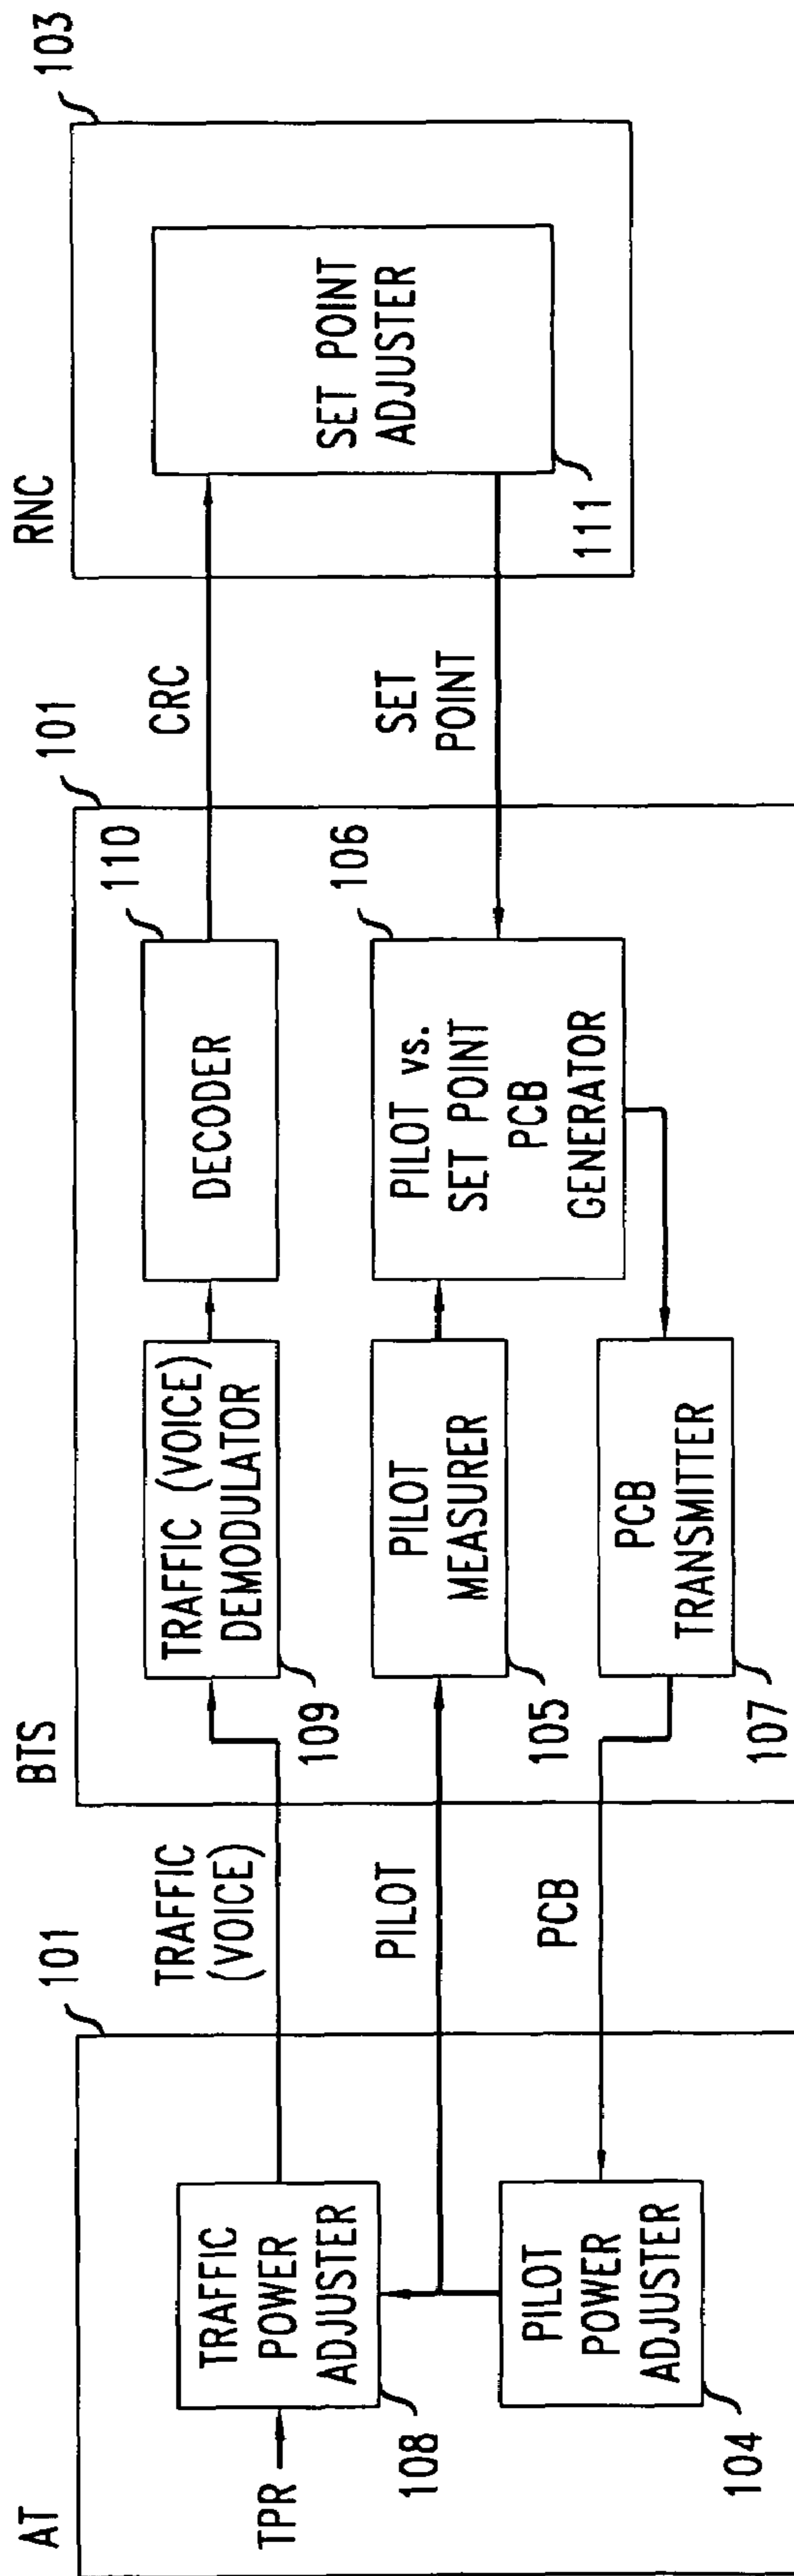 AT
101
TPR
TRAFFIC
POWER
ADJUSTER
108
PILOT
POWER
ADJUSTER
104
TRAFFIC
(VOICE)
PILOT
PCB
BTS
101
TRAFFIC (VOICE)
DEMODULATOR
109
DECODER
110
PILOT
MEASURER
105
PILOT vs.
SET POINT
PCB
GENERATOR
106
PCB
TRANSMITTER
107
CRC
SET
POINT
RNC
103
SET POINT
ADJUSTER
111